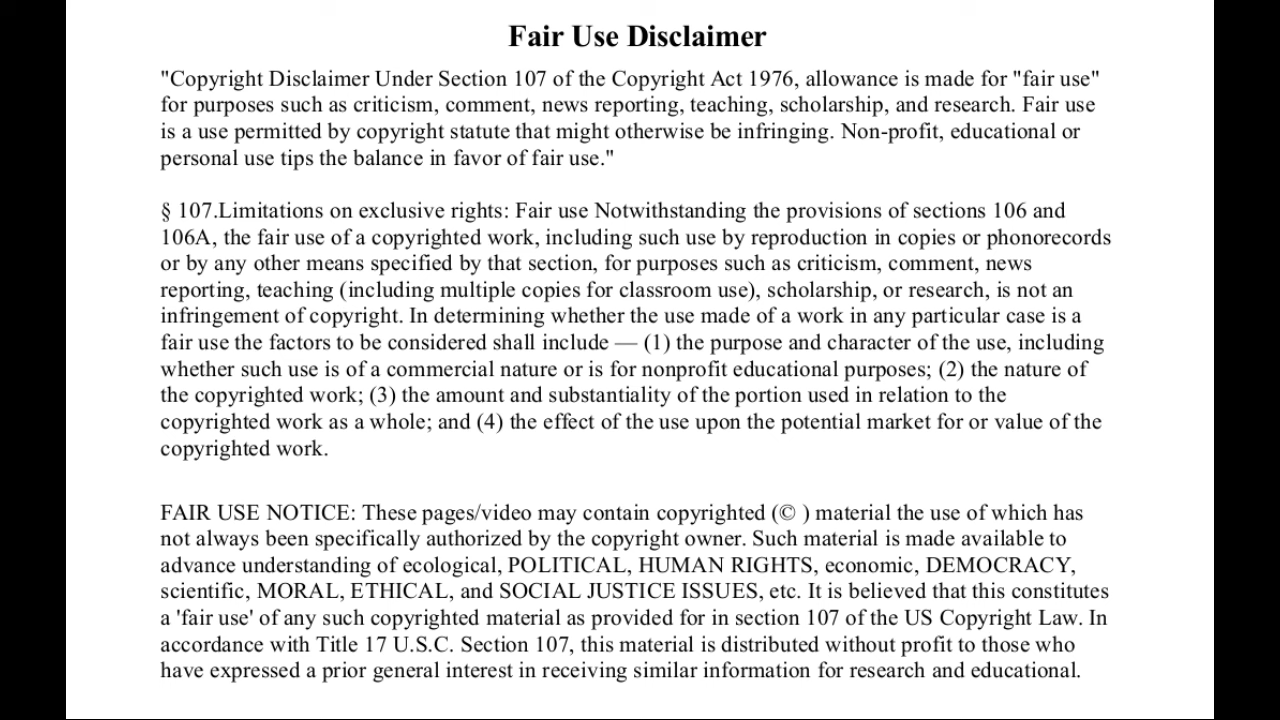 Fair Use Disclaimer
"Copyright Disclaimer Under Section 107 of the Copyright Act 1976, allowance is made for "fair use"
for purposes such as criticism, comment, news reporting, teaching, scholarship, and research. Fair use
is a use permitted by copyright statute that might otherwise be infringing. Non-profit, educational or
personal use tips the balance in favor of fair use."
§ 107.Limitations on exclusive rights: Fair use Notwithstanding the provisions of sections 106 and
106A, the fair use of a copyrighted work, including such use by reproduction in copies or phonorecords
or by any other means specified by that section, for purposes such as criticism, comment, news
reporting, teaching (including multiple copies for classroom use), scholarship, or research, is not an
infringement of copyright. In determining whether the use made of a work in any particular case is a
fair use the factors to be considered shall include — (1) the purpose and character of the use, including
whether such use is of a commercial nature or is for nonprofit educational purposes; (2) the nature of
the copyrighted work; (3) the amount and substantiality of the portion used in relation to the
copyrighted work as a whole; and (4) the effect of the use upon the potential market for or value of the
copyrighted work.
FAIR USE NOTICE: These pages/video may contain copyrighted (© ) material the use of which has
not always been specifically authorized by the copyright owner. Such material is made available to
advance understanding of ecological, POLITICAL, HUMAN RIGHTS, economic, DEMOCRACY,
scientific, MORAL, ETHICAL, and SOCIAL JUSTICE ISSUES, etc. It is believed that this constitutes
a 'fair use' of any such copyrighted material as provided for in section 107 of the US Copyright Law. In
accordance with Title 17 U.S.C. Section 107, this material is distributed without profit to those who
have expressed a prior general interest in receiving similar information for research and educational.